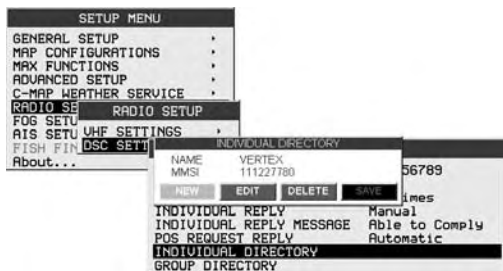 SETUP MENU
GENERAL SETUP
MAP CONFIGURATIONS
MAX FUNCTIONS
ADVANCED SETUP
C-MAP WEATHER SERVICE
RADIO SE
RADIO SETUP
FOG SETU
VHF SETTINGS
AIS SETU
DSC SETT
FISH FIN
About...
INDIVIDUAL DIRECTORY
NAME VERTEX
MMSI 111227780
56789
NEW EDIT DELETE SAVE
imes
INDIVIDUAL REPLY Manual
INDIVIDUAL REPLY MESSAGE Able to Comply
POS REQUEST REPLY Automatic
INDIVIDUAL DIRECTORY
GROUP DIRECTORY